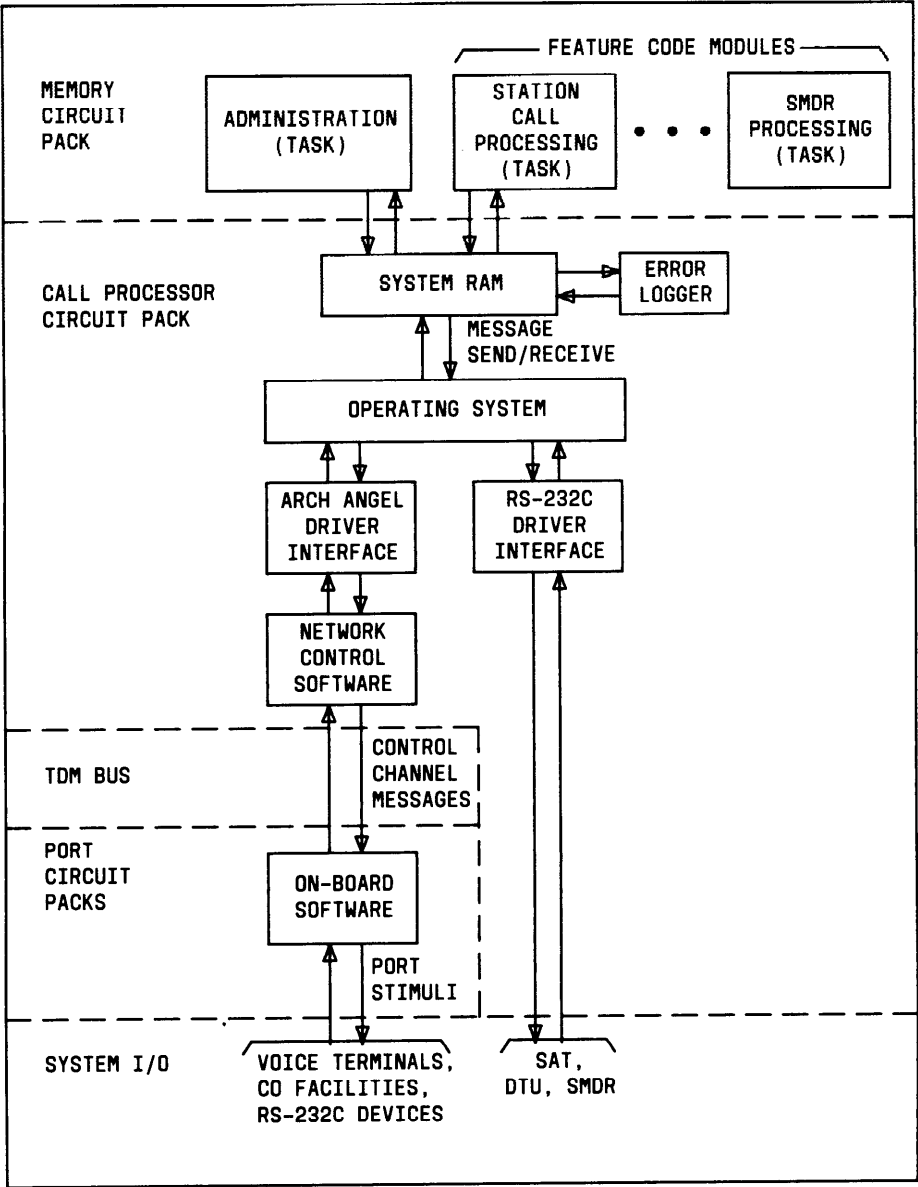 FEATURE CODE MODULES
MEMORY
CIRCUIT
PACK
ADMINISTRATION
(TASK)
STATION
CALL
PROCESSING
(TASK)
SMDR
PROCESSING
(TASK)
CALL PROCESSOR
CIRCUIT PACK
SYSTEM RAM
ERROR
LOGGER
MESSAGE
SEND/RECEIVE
OPERATING SYSTEM
ARCH ANGEL
DRIVER
INTERFACE
RS-232C
DRIVER
INTERFACE
NETWORK
CONTROL
SOFTWARE
TDM BUS
CONTROL
CHANNEL
MESSAGES
PORT
CIRCUIT
PACKS
ON-BOARD
SOFTWARE
PORT
STIMULI
SYSTEM I/O
VOICE TERMINALS,
CO FACILITIES,
RS-232C DEVICES
SAT,
DTU, SMDR